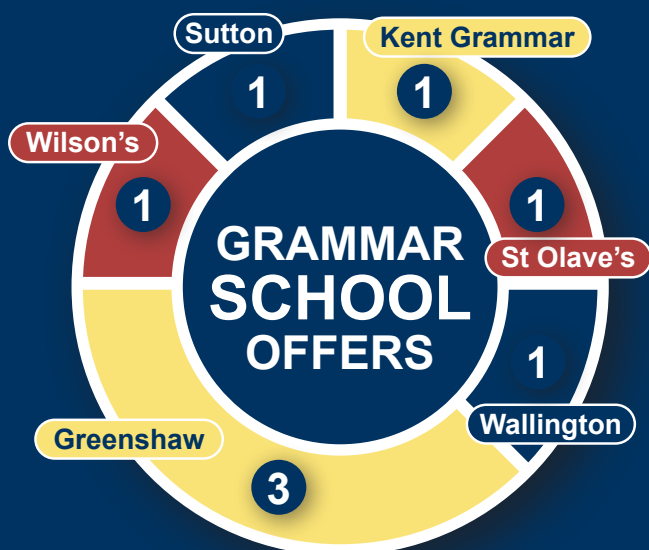 Sutton
1
Kent Grammar
1
Wilson's
1
St Olave's
1
GRAMMAR
SCHOOL
OFFERS
Wallington
1
Greenshaw
3